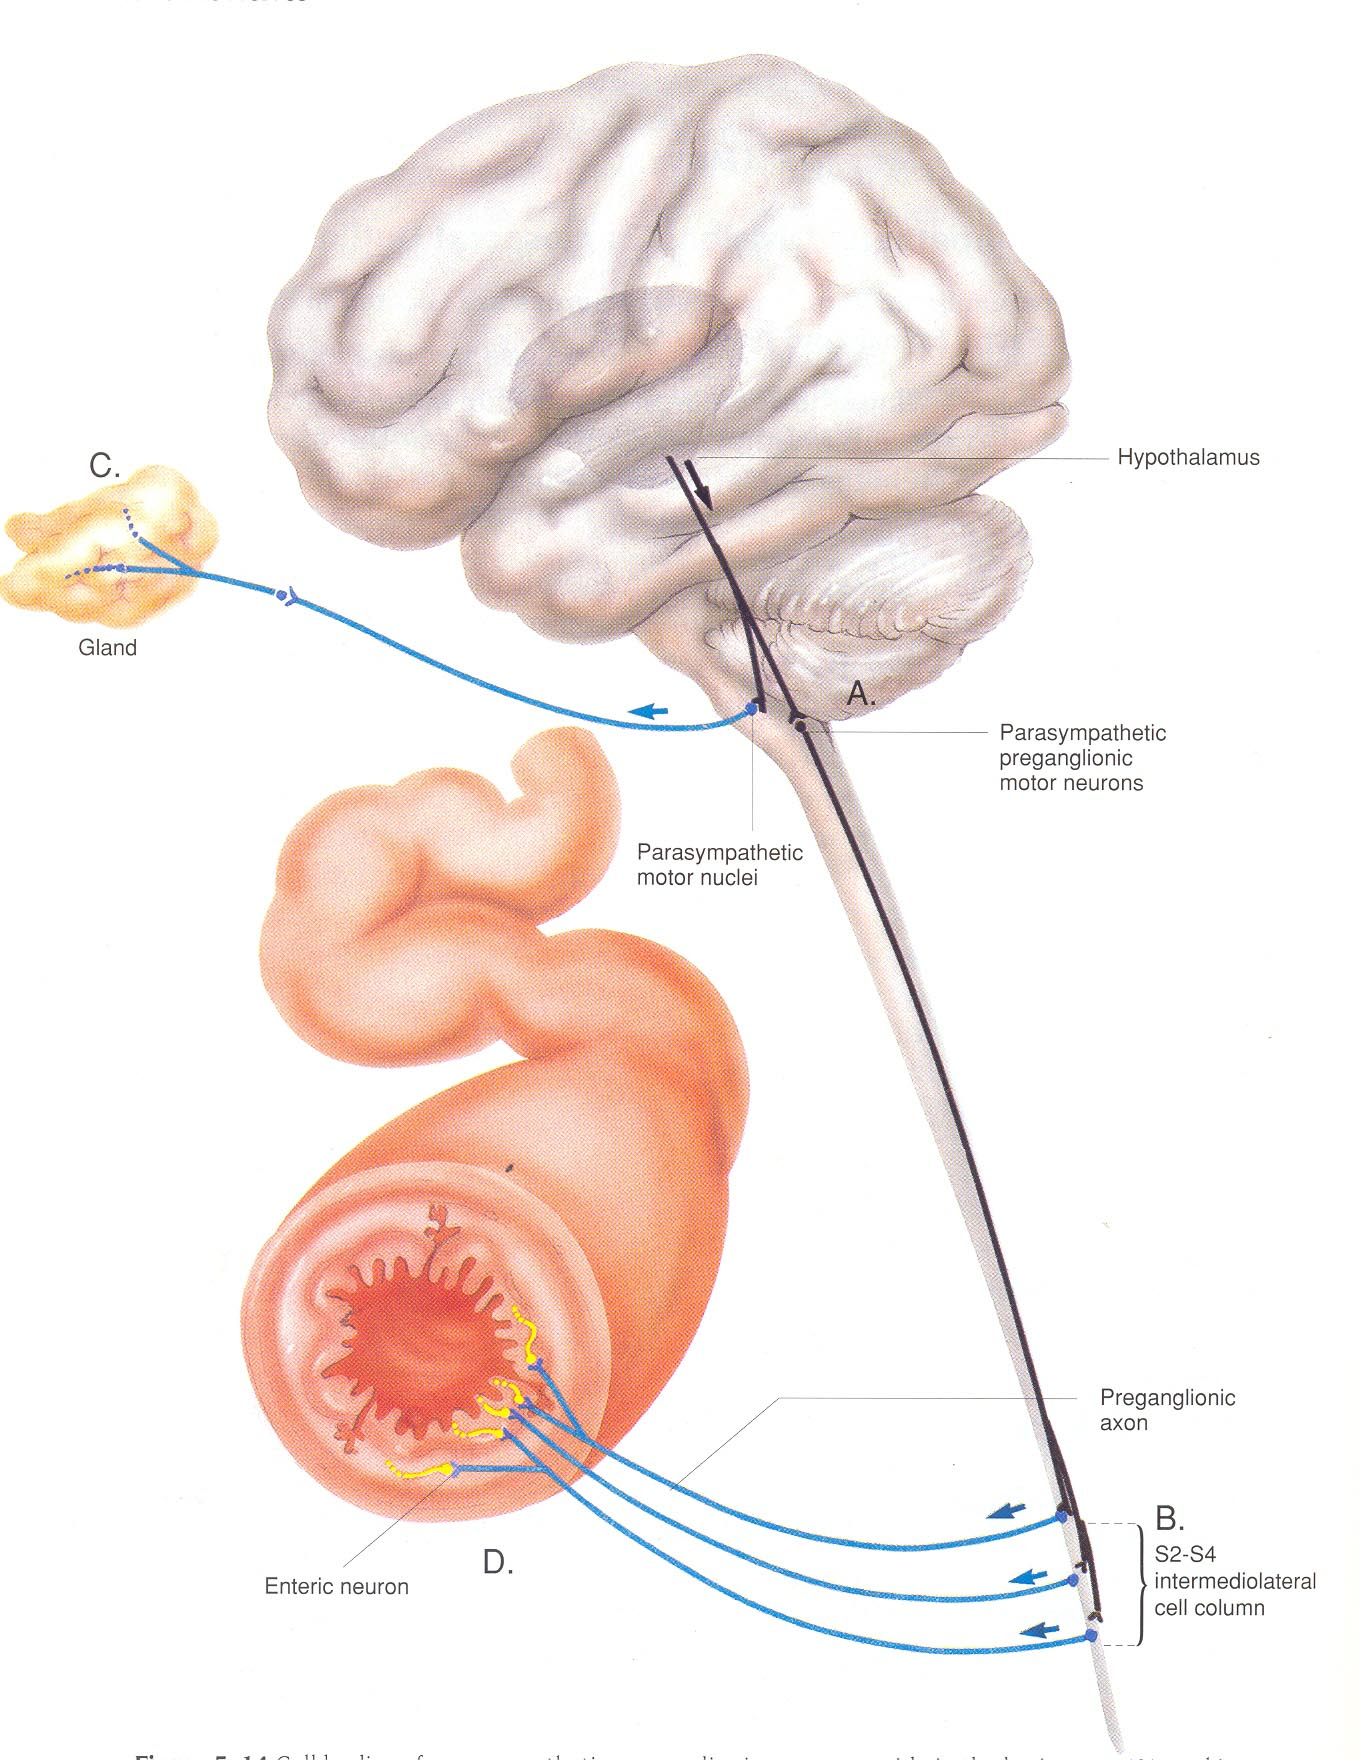 C.
Hypothalamus
Gland
A.
Parasympathetic
preganglionic
motor neurons
Parasympathetic
motor nuclei
Preganglionic
axon
B.
S2-S4
intermediolateral
cell column
D.
Enteric neuron